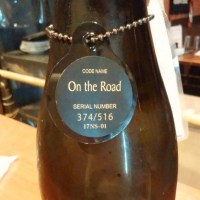 CODE NAME
On the Road
SERIAL NUMBER
374/516
17NS-01